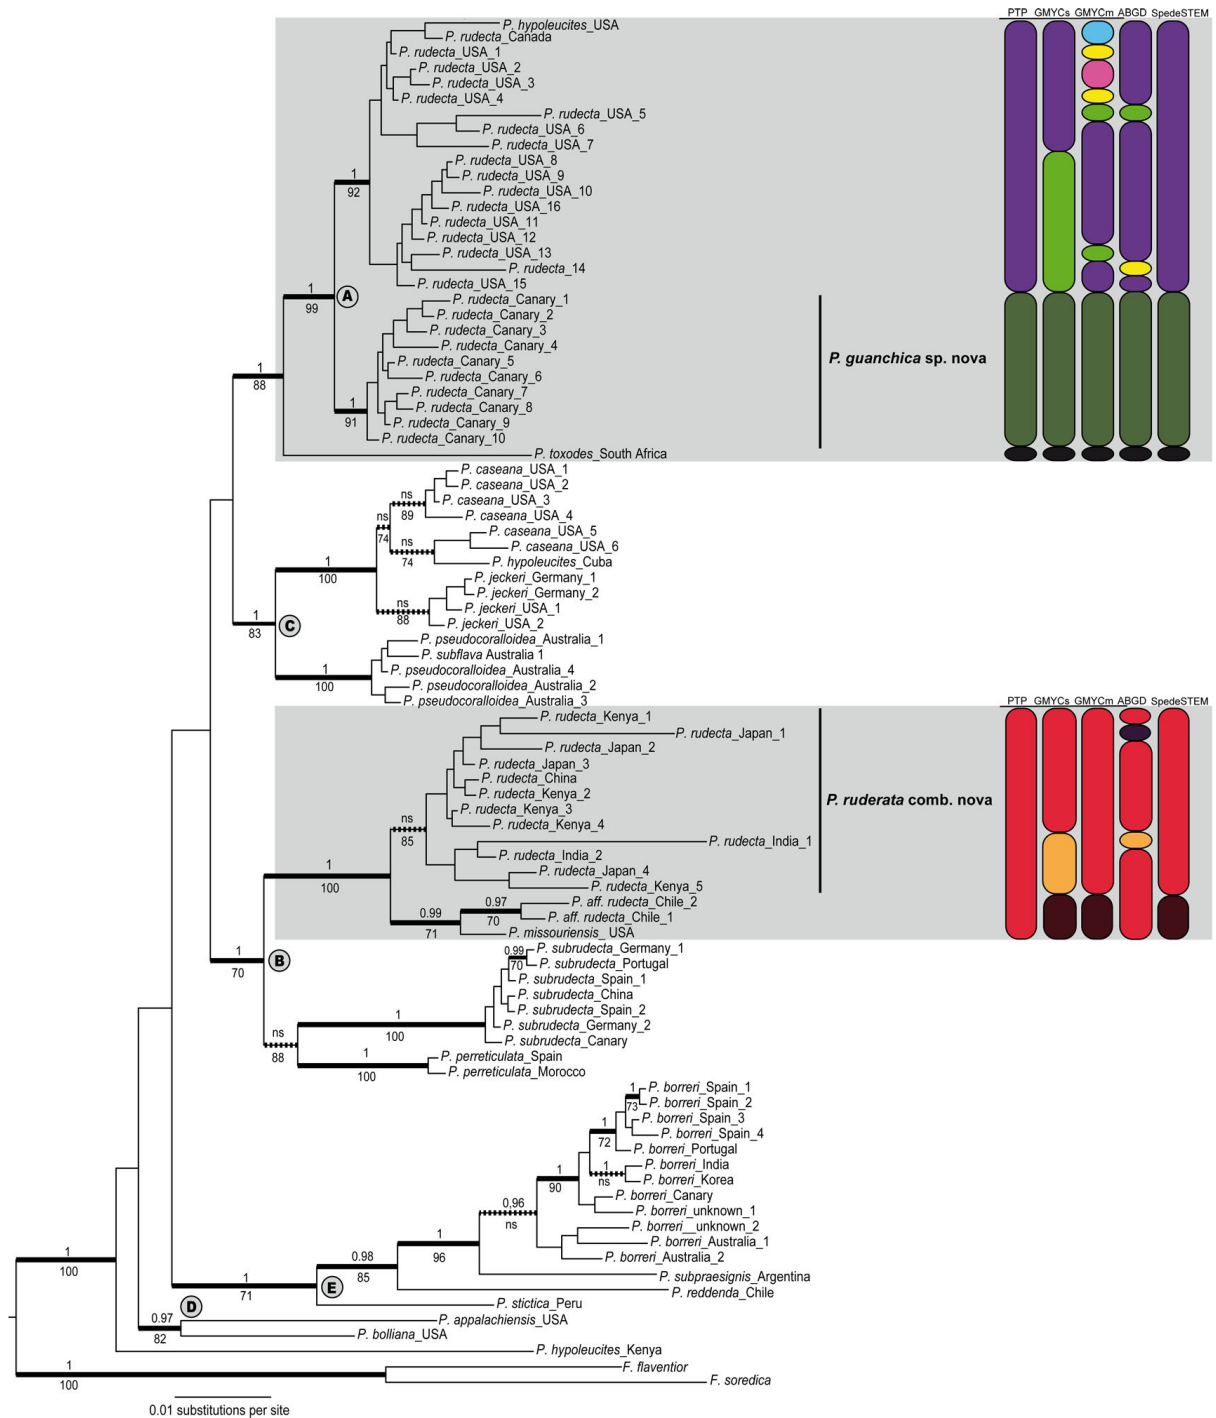 PTP GMYCs GMYCm ABGD SpedeSTEM
P. hypoleucites_USA
P. rudecta_Canada
P. rudecta_USA_1
P. rudecta_USA_2
P. rudecta_USA_3
P. rudecta_USA_4
P. rudecta_USA_5
P. rudecta_USA_6
P. rudecta_USA_7
P. rudecta_USA_8
1
P. rudecta_USA_9
92
P. rudecta_USA_10
P. rudecta_USA_16
P. rudecta_USA_11
P. rudecta_USA_12
P. rudecta_USA_13
P. rudecta_14
P. rudecta_USA_15
1
A
99
P. rudecta_Canary_1
P. rudecta_Canary_2
P. rudecta_Canary_3
P. rudecta_Canary_4
P. guanchica sp. nova
P. rudecta_Canary_5
1
88
P. rudecta_Canary_6
P. rudecta_Canary_7
1
91
P. rudecta_Canary_8
P. rudecta_Canary_9
P. rudecta_Canary_10
P. toxodes_South Africa
P. caseana_USA_1
P. caseana_USA_2
ns
89
P. caseana_USA_3
P. caseana_USA_4
ns
74
P. caseana_USA_5
ns
74
P. caseana_USA_6
P. hypoleucites_Cuba
1
100
P. jeckeri_Germany_1
P. jeckeri_Germany_2
ns
88
P. jeckeri_USA_1
P. jeckeri_USA_2
1
83
C
P. pseudocoralloidea_Australia_1
P. subflava Australia 1
1
100
P. pseudocoralloidea_Australia_4
P. pseudocoralloidea_Australia_2
P. pseudocoralloidea_Australia_3
PTP GMYCs GMYCm ABGD SpedeSTEM
P. rudecta_Kenya_1
P. rudecta_Japan_1
P. rudecta_Japan_2
P. rudecta_Japan_3
P. rudecta_China
P. rudecta_Kenya_2
P. ruderata comb. nova
P. rudecta_Kenya_3
ns
85
P. rudecta_Kenya_4
P. rudecta_India_1
P. rudecta_India_2
1
100
P. rudecta_Japan_4
P. rudecta_Kenya_5
0.97
70
P. aff. rudecta_Chile_2
0.99
71
P. aff. rudecta_Chile_1
P. missouriensis_ USA
1
70
B
0.99
70
P. subrudecta_Germany_1
P. subrudecta_Portugal
P. subrudecta_Spain_1
P. subrudecta_China
P. subrudecta_Spain_2
1
100
P. subrudecta_Germany_2
P. subrudecta_Canary
ns
88
1
100
P. perreticulata_Spain
P. perreticulata_Morocco
1
73
P. borreri_Spain_1
P. borreri_Spain_2
P. borreri_Spain_3
1
72
P. borreri_Spain_4
P. borreri_Portugal
1
ns
P. borreri_India
P. borreri_Korea
1
90
P. borreri_Canary
P. borreri_unknown_1
0,96
ns
P. borreri__unknown_2
P. borreri_Australia_1
1
96
P. borreri_Australia_2
0.98
85
P. subpraesignis_Argentina
1
71
E
P. reddenda_Chile
P. stictica_Peru
D
0.97
82
P. appalachiensis_USA
P. bolliana_USA
1
100
P. hypoleucites_Kenya
F. flaventior
1
100
F. soredica
0.01 substitutions per site